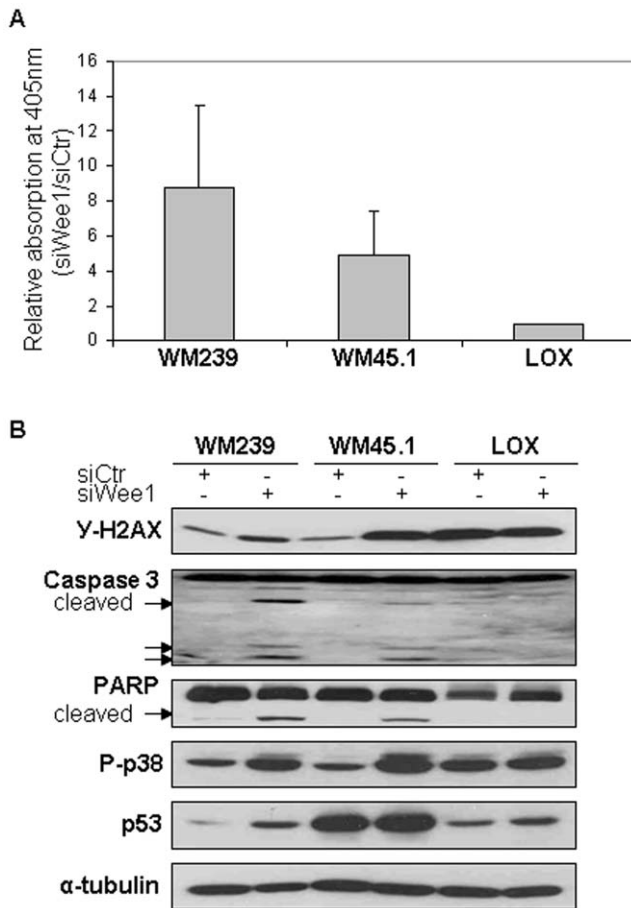 A
Relative absorption at 405nm
(siWee1/siCtr)
16
14
12
10
8
6
4
2
0
WM239 WM45.1 LOX
B
WM239 WM45.1 LOX
siCtr + - + - + -
siWee1 - + - + - +
У-H2AX
Caspase 3
cleaved
PARP
cleaved
P-p38
p53
α-tubulin